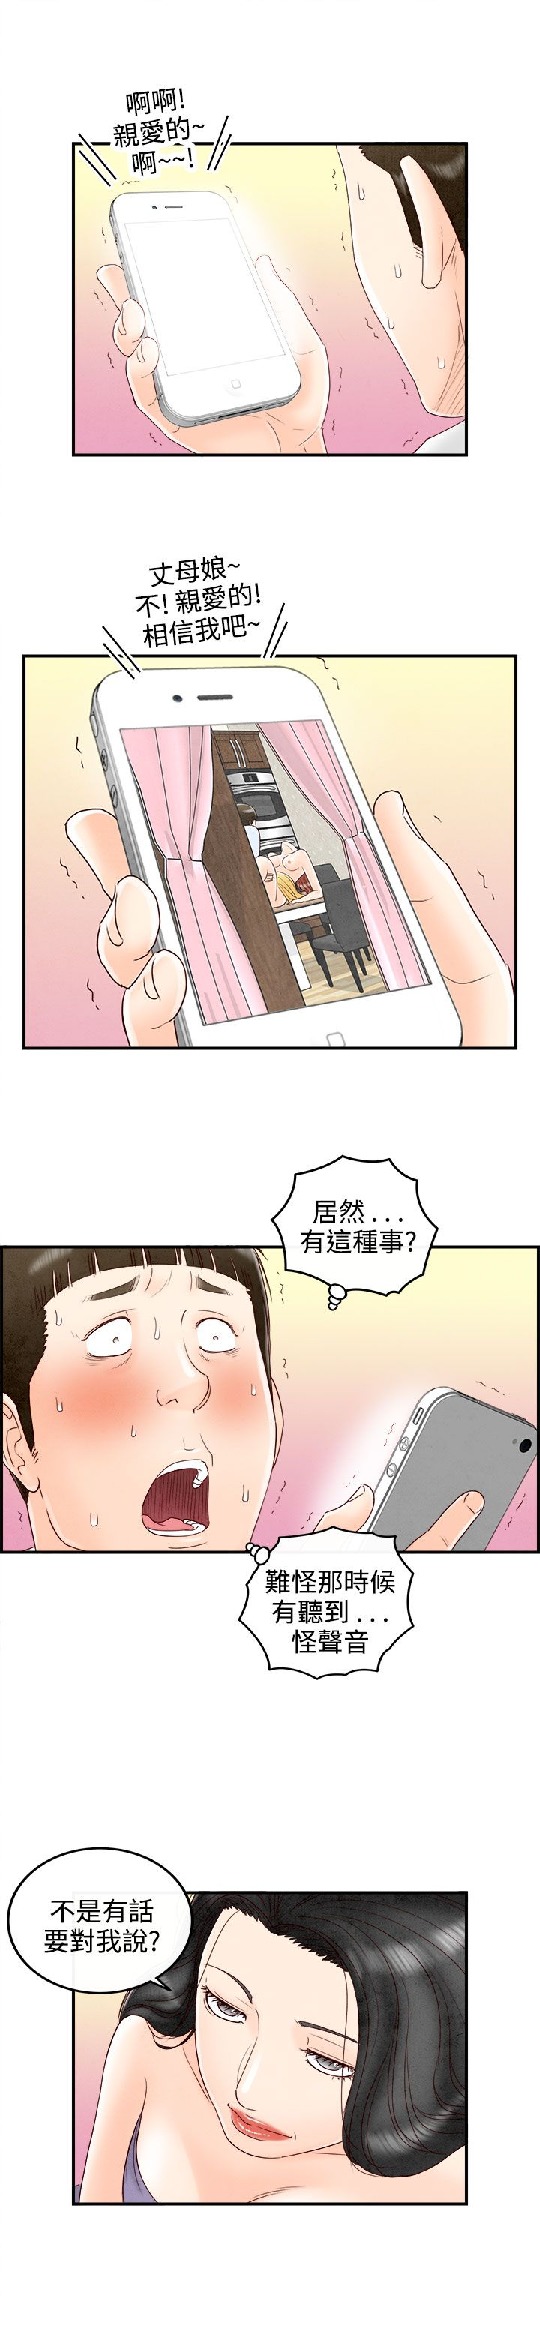 啊啊!
親愛的~
啊~~!
丈母娘~
不! 親愛的!
相信我吧~
居然...
有這種事?
難怪那時候
有聽到...
怪聲音
不是有話
要對我說?